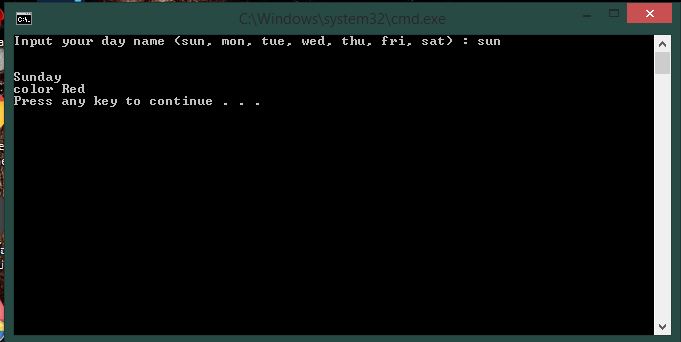 C:\Windows\system32\cmd.exe
Input your day name (sun, mon, tue, wed, thu, fri, sat) : sun
Sunday
color Red
Press any key to continue . . .